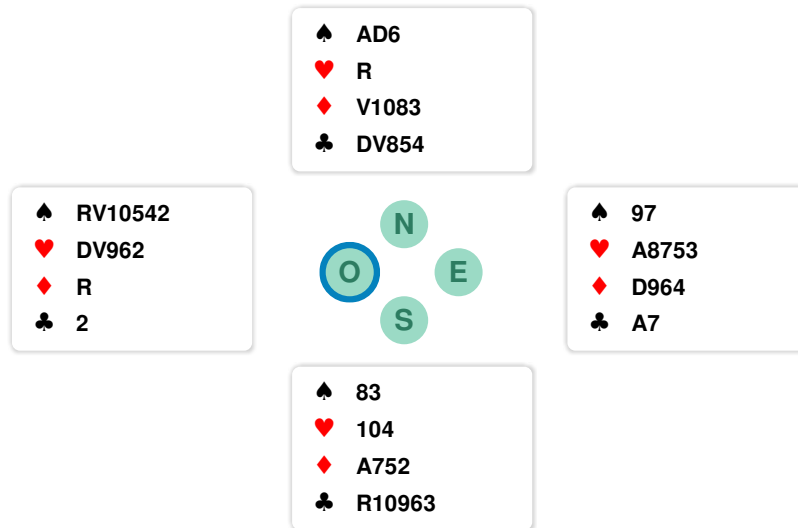 ♠ AD6
♥ R
♦ V1083
♣ DV854
♠ RV10542
♥ DV962
♦ R
♣ 2
N
O
E
S
♠ 97
♥ A8753
♦ D964
♣ A7
♠ 83
♥ 104
♦ A752
♣ R10963